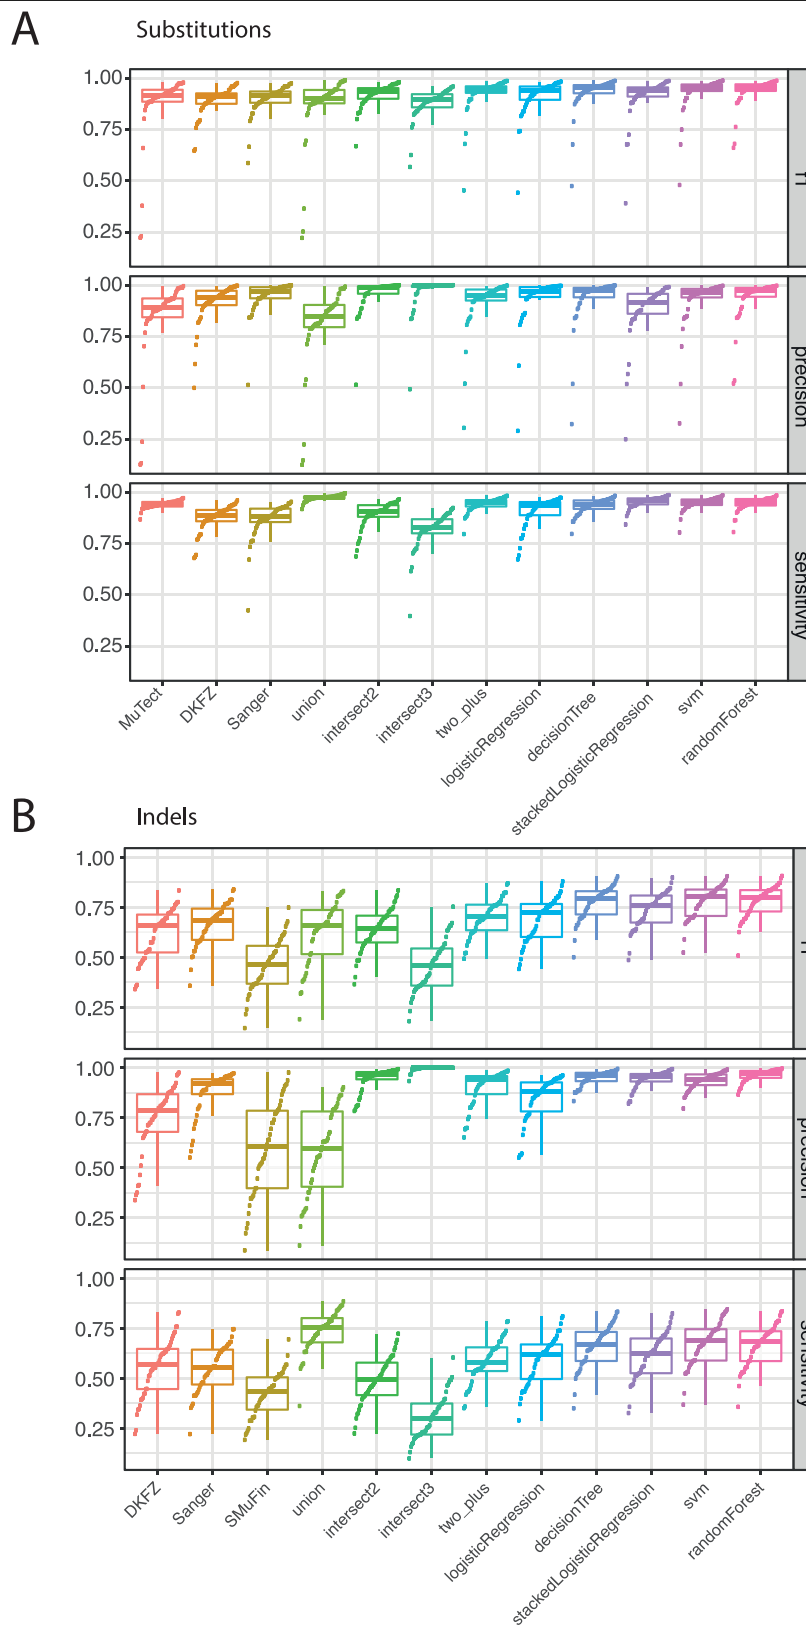 A
Substitutions
1.00
0.75
0.50
0.25
1.00
0.75
0.50
0.25
precision
1.00
0.75
0.50
0.25
sensitivity
MuTect
DKFZ
Sanger
union
intersect2
intersect3
two_plus
logisticRegression
decisionTree
stackedLogisticRegression
svm
randomForest
B
Indels
1.00
0.75
0.50
0.25
1.00
0.75
0.50
0.25
precision
1.00
0.75
0.50
0.25
sensitivity
DKFZ
Sanger
SMuFin
union
intersect2
intersect3
two_plus
logisticRegression
decisionTree
stackedLogisticRegression
svm
randomForest